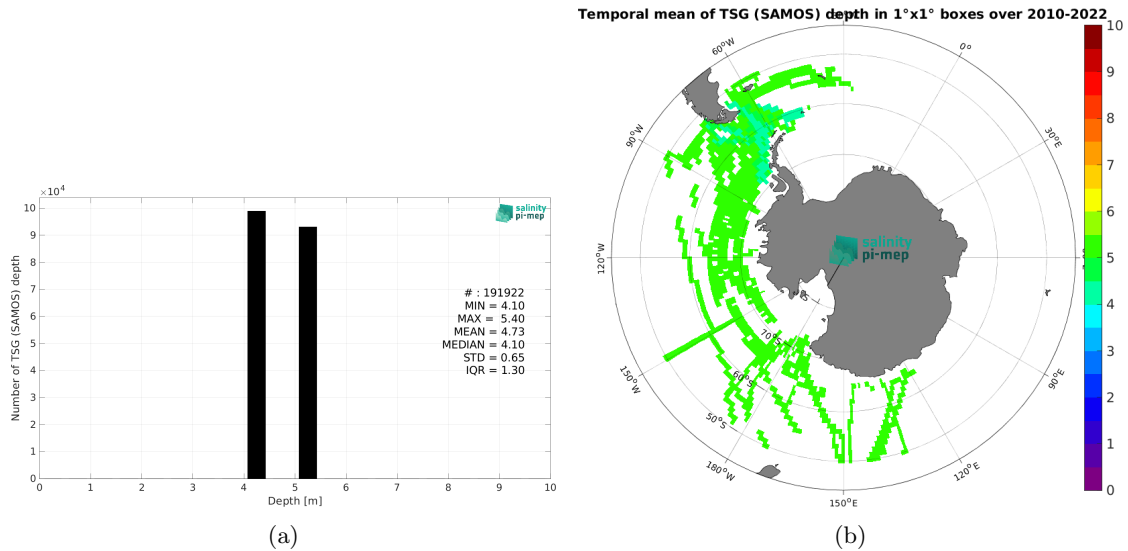 Temporal mean of TSG (SAMOS) depth in 1°x1° boxes over 2010-2022
×10⁴
10
9
8
7
6
5
4
3
2
1
0
Number of TSG (SAMOS) depth
salinity
pi-mep
# : 191922
MIN = 4.10
MAX = 5.40
MEAN = 4.73
MEDIAN = 4.10
STD = 0.65
IQR = 1.30
0 1 2 3 4 5 6 7 8 9 10
Depth [m]
(a)
60°W
0°
90°W
30°E
120°W
salinity
pi-mep
70°S
60°S
150°W
50°S
90°E
180°W
120°E
150°E
10
9
8
7
6
5
4
3
2
1
0
(b)